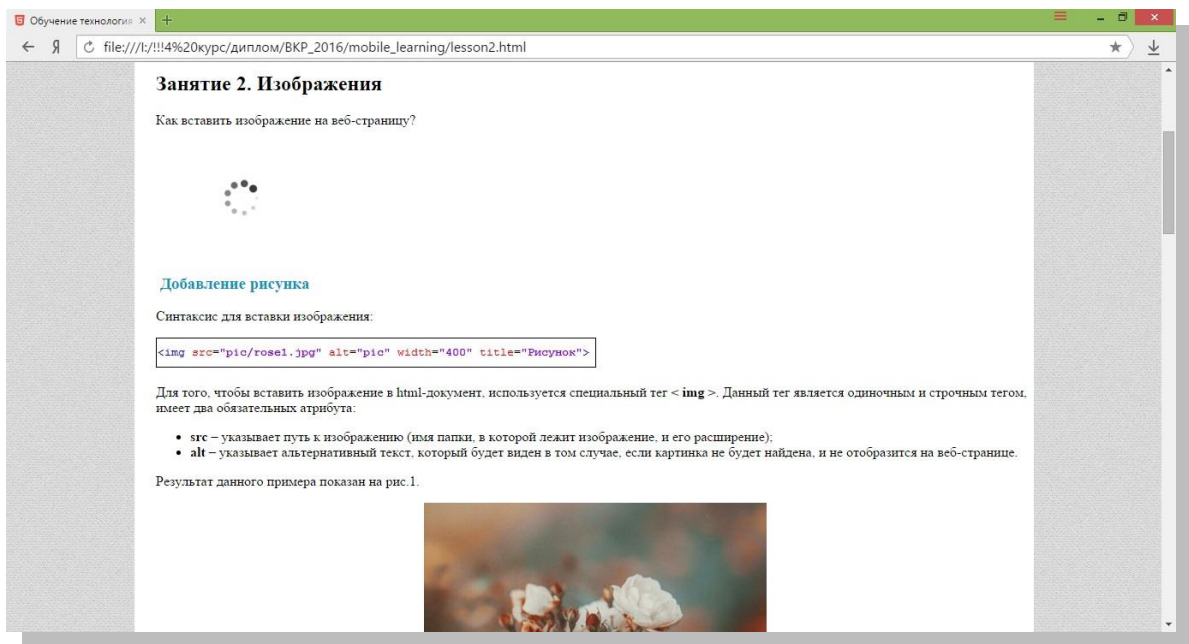 Обучение технология
file:///I:/!!!4%20курс/диплом/ВКР_2016/mobile_learning/lesson2.html
Занятие 2. Изображения
Как вставить изображение на веб-страницу?
Добавление рисунка
Синтаксис для вставки изображения:
<img src="pic/rose1.jpg" alt="pic" width="400" title="Рисунок">
Для того, чтобы вставить изображение в html-документ, используется специальный тег < img >. Данный тег является одиночным и строчным тегом,
имеет два обязательных атрибута:
• src – указывает путь к изображению (имя папки, в которой лежит изображение, и его расширение);
• alt – указывает альтернативный текст, который будет виден в том случае, если картинка не будет найдена, и не отобразится на веб-странице.
Результат данного примера показан на рис.1.